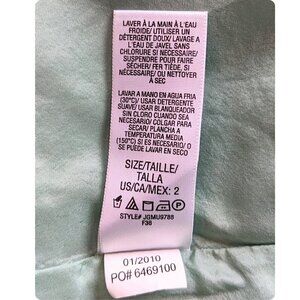 LAVER À LA MAIN À L'EAU
FROIDE/ UTILISER UN
DÉTERGENT DOUX/ LAVAGE A
L'EAU DE JAVEL SANS
CHLORURE SI NECESSAIRE/
SUSPENDRE POUR
SÉCHER/ FER TIÈDE, SI
NÉCESSAIRE/ OU NETTOYER
À SEC
LAVAR A MANO EN AGUA FRIA
(30°C)/ USAR DETERGENTE
SUAVE/ USAR BLANQUEADOR
SIN CLORO CUANDO SEA
NECESARIO/ COLGAR PARA
SECAR/ PLANCHA A
TEMPERATURA MEDIA
(150°C) SI ES NECESARIO/ O
SE PUEDE LAVAR EN SECO
SIZE/TAILLE/
TALLA
US/CA/MEX: 2
STYLE# JGMU9788
F36
01/2010
PO# 6469100